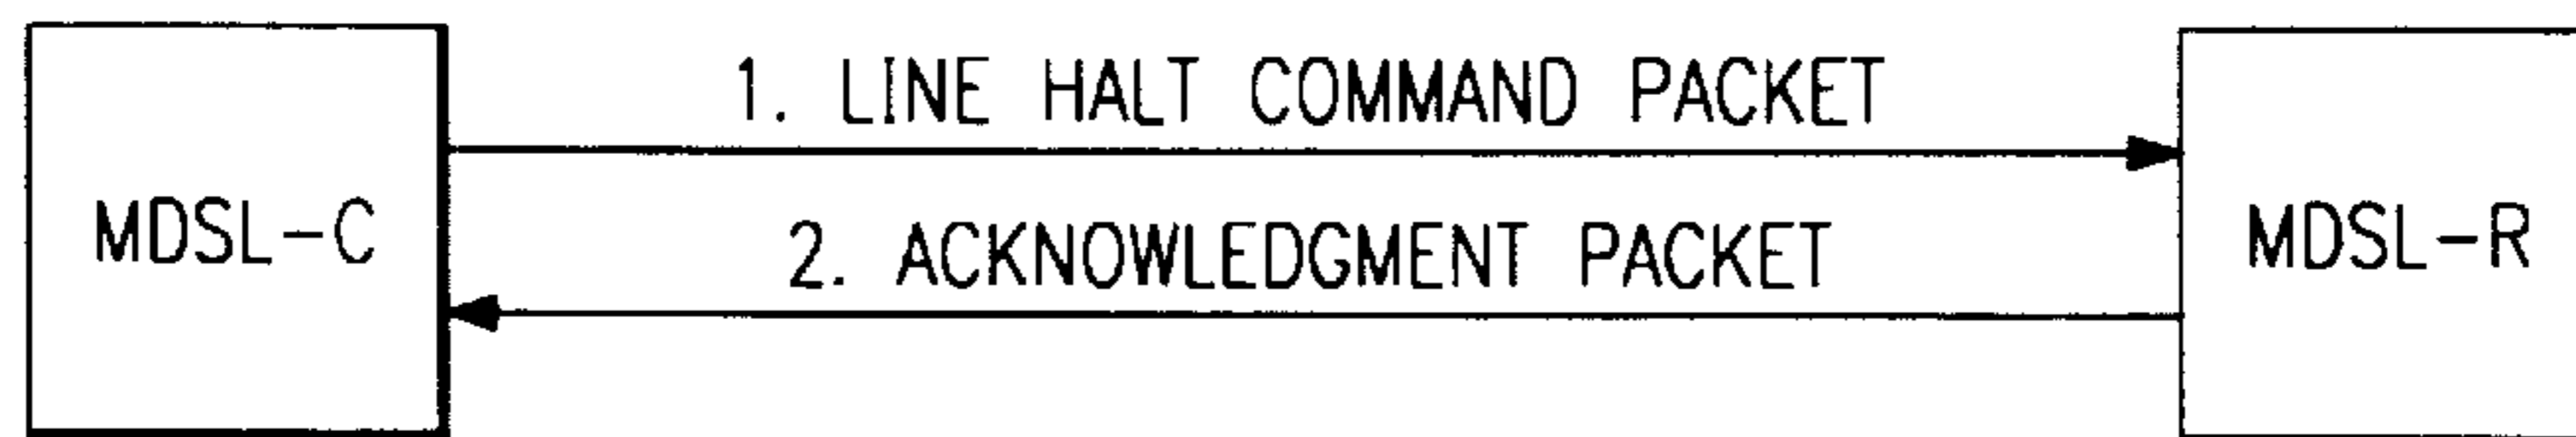 1. LINE HALT COMMAND PACKET
MDSL-C
MDSL-R
2. ACKNOWLEDGMENT PACKET